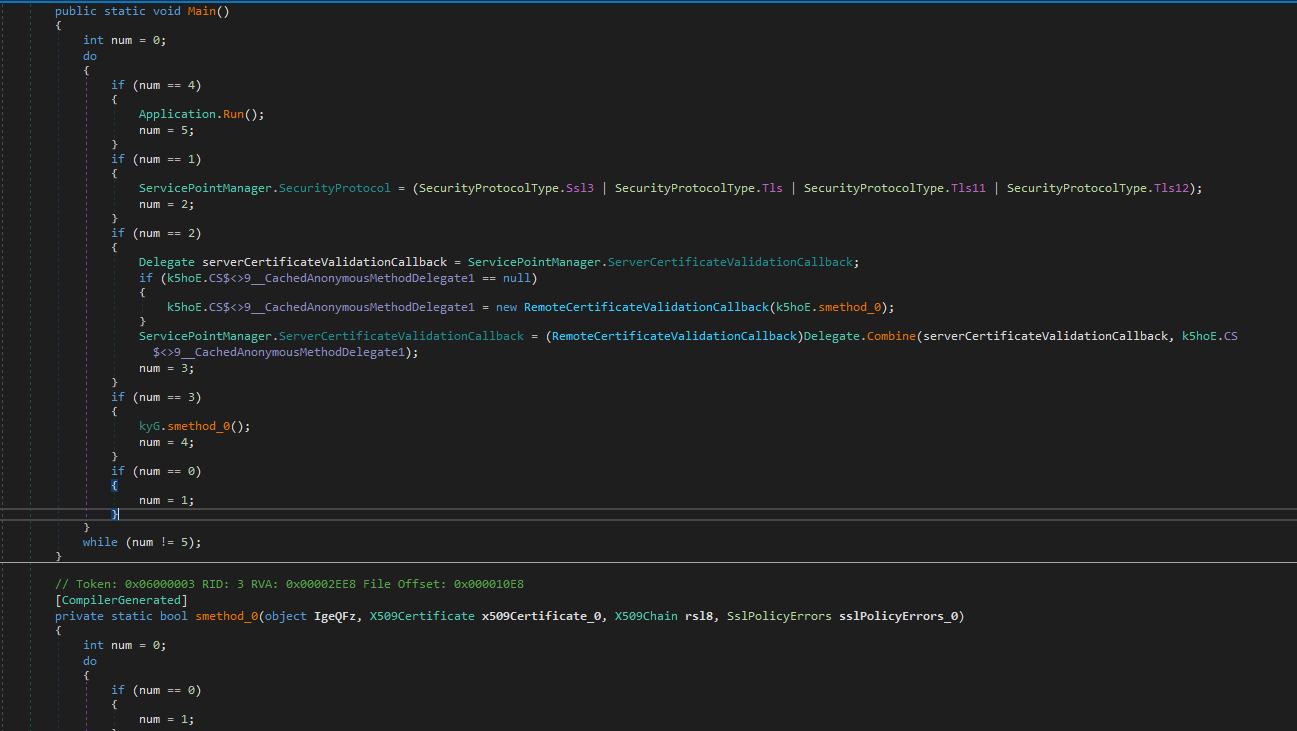 public static void Main()
{
int num = 0;
do
{
if (num == 4)
{
Application.Run();
num = 5;
}
if (num == 1)
{
ServicePointManager.SecurityProtocol = (SecurityProtocolType.Ssl3 | SecurityProtocolType.Tls | SecurityProtocolType.Tls11 | SecurityProtocolType.Tls12);
num = 2;
}
if (num == 2)
{
Delegate serverCertificateValidationCallback = ServicePointManager.ServerCertificateValidationCallback;
if (k5hoE.CS$<>9__CachedAnonymousMethodDelegate1 == null)
{
k5hoE.CS$<>9__CachedAnonymousMethodDelegate1 = new RemoteCertificateValidationCallback(k5hoE.smethod_0);
}
ServicePointManager.ServerCertificateValidationCallback = (RemoteCertificateValidationCallback)Delegate.Combine(serverCertificateValidationCallback, k5hoE.CS
$<>9__CachedAnonymousMethodDelegate1);
num = 3;
}
if (num == 3)
{
kyG.smethod_0();
num = 4;
}
if (num == 0)
{
num = 1;
}
}
while (num != 5);
}
// Token: 0x06000003 RID: 3 RVA: 0x00002EE8 File Offset: 0x000010E8
[CompilerGenerated]
private static bool smethod_0(object IgeQFz, X509Certificate x509Certificate_0, X509Chain rsl8, SslPolicyErrors sslPolicyErrors_0)
{
int num = 0;
do
{
if (num == 0)
{
num = 1;